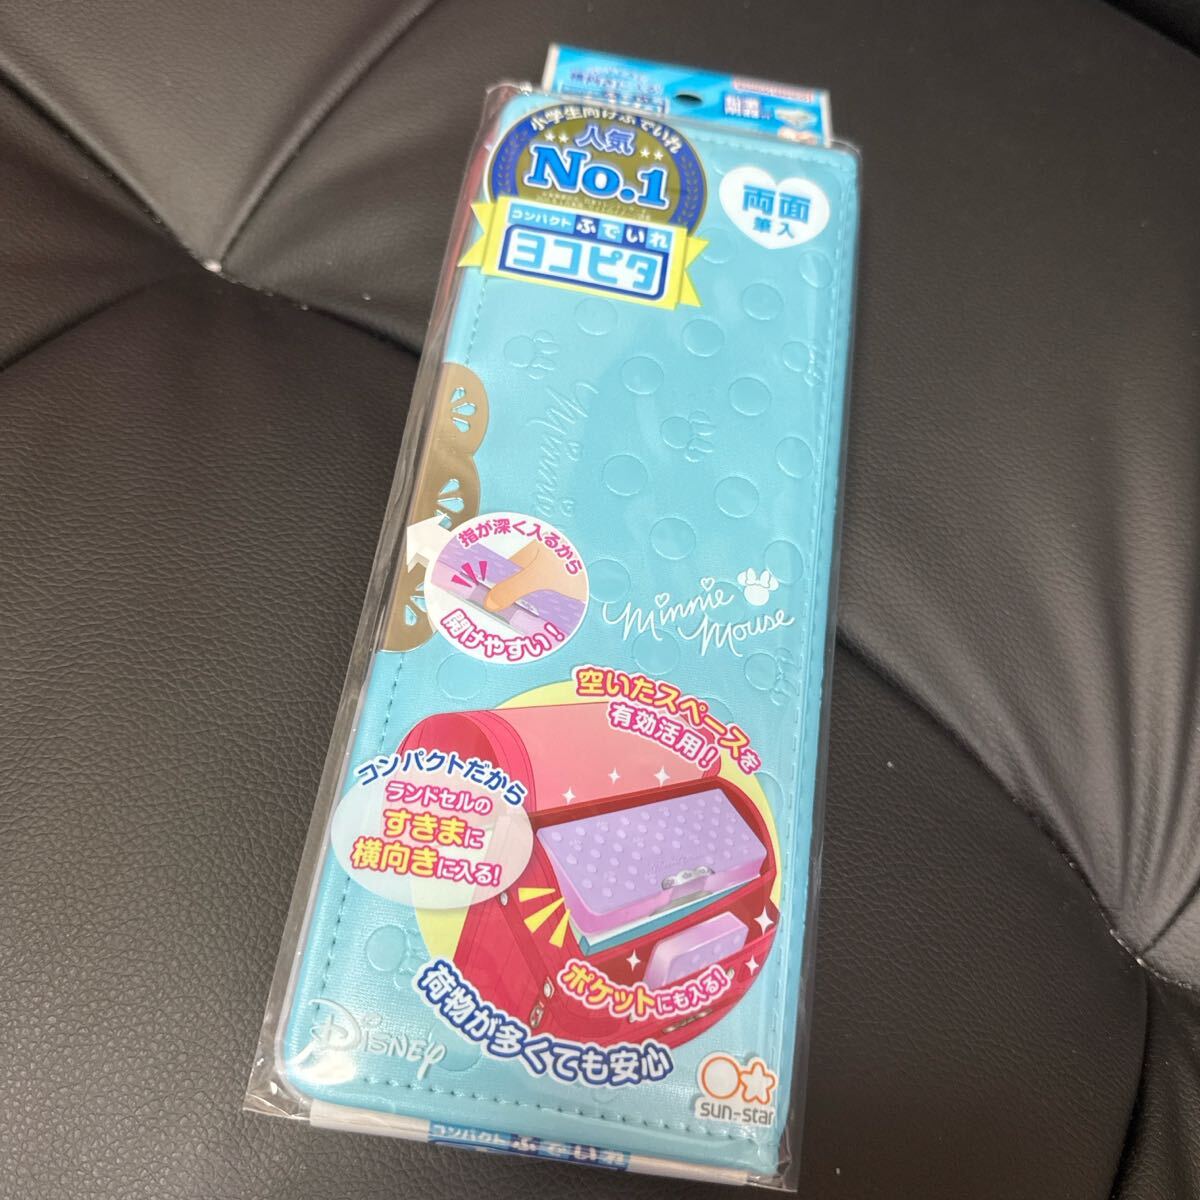 小学生向けふでいれ
人気
No.1
コンパクト ふでいれ
ヨコピタ
両面
筆入
Minnie
Minnie
Mouse
指が深く入るから
開けやすい!
空いたスペースを
有効活用!
コンパクトだから
ランドセルの
すきまに
横向きに入る!
ポケットにも入る!
荷物が多くても安心
Disney
sun-star
コンパクト ふでいれ